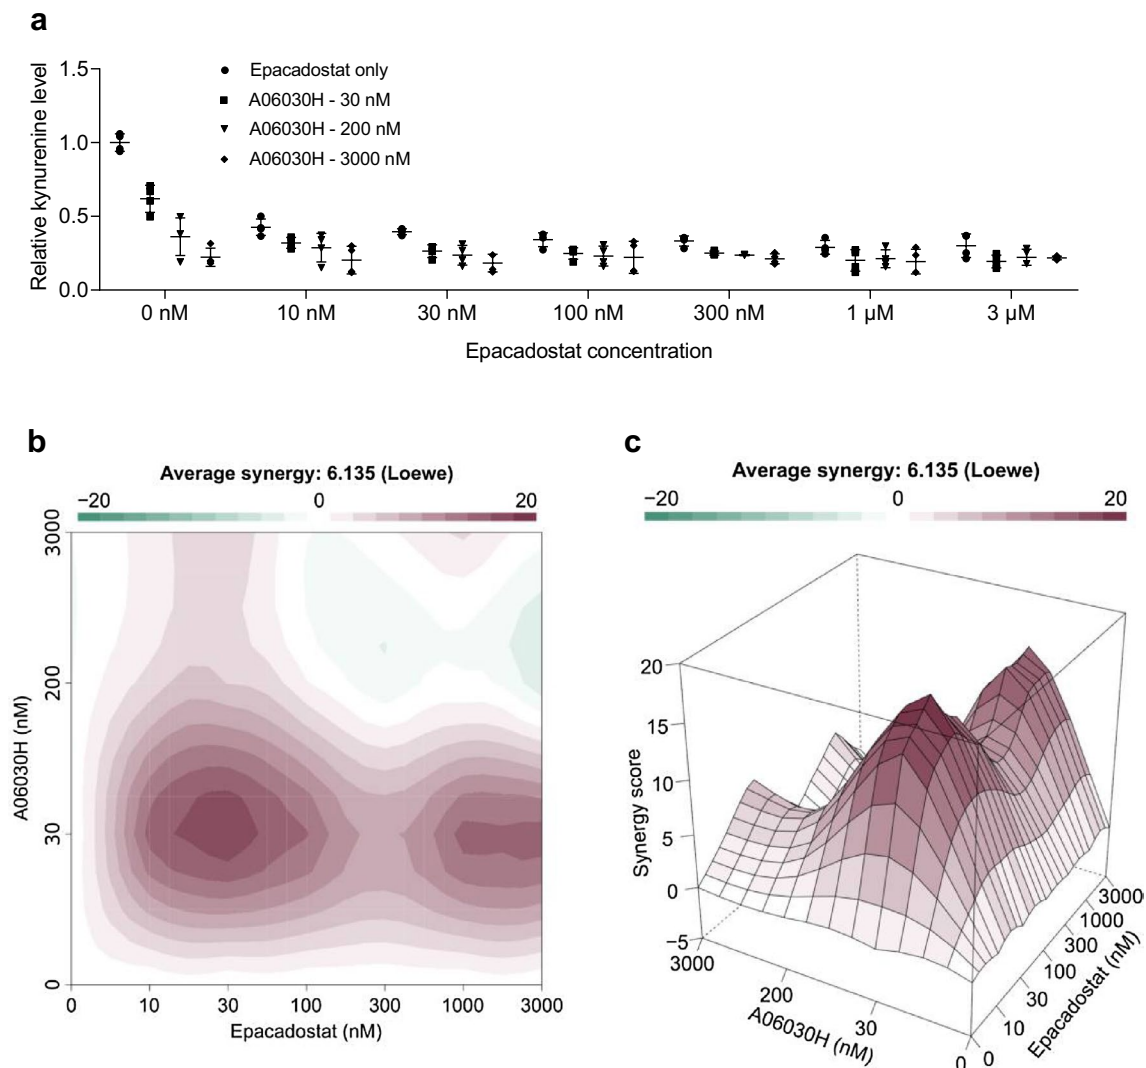 a
Relative kynurenine level
1.5
1.0
0.5
0.0
Epacadostat only
A06030H - 30 nM
A06030H - 200 nM
A06030H - 3000 nM
0 nM 10 nM 30 nM 100 nM 300 nM 1 µM 3 µM
Epacadostat concentration
b
Average synergy: 6.135 (Loewe)
−20 0 20
A06030H (nM)
3000
200
30
0
0 10 30 100 300 1000 3000
Epacadostat (nM)
c
Average synergy: 6.135 (Loewe)
−20 0 20
Synergy score
20
15
10
5
0
−5
3000
200
30
0
A06030H (nM)
0
10
30
100
300
1000
3000
Epacadostat (nM)